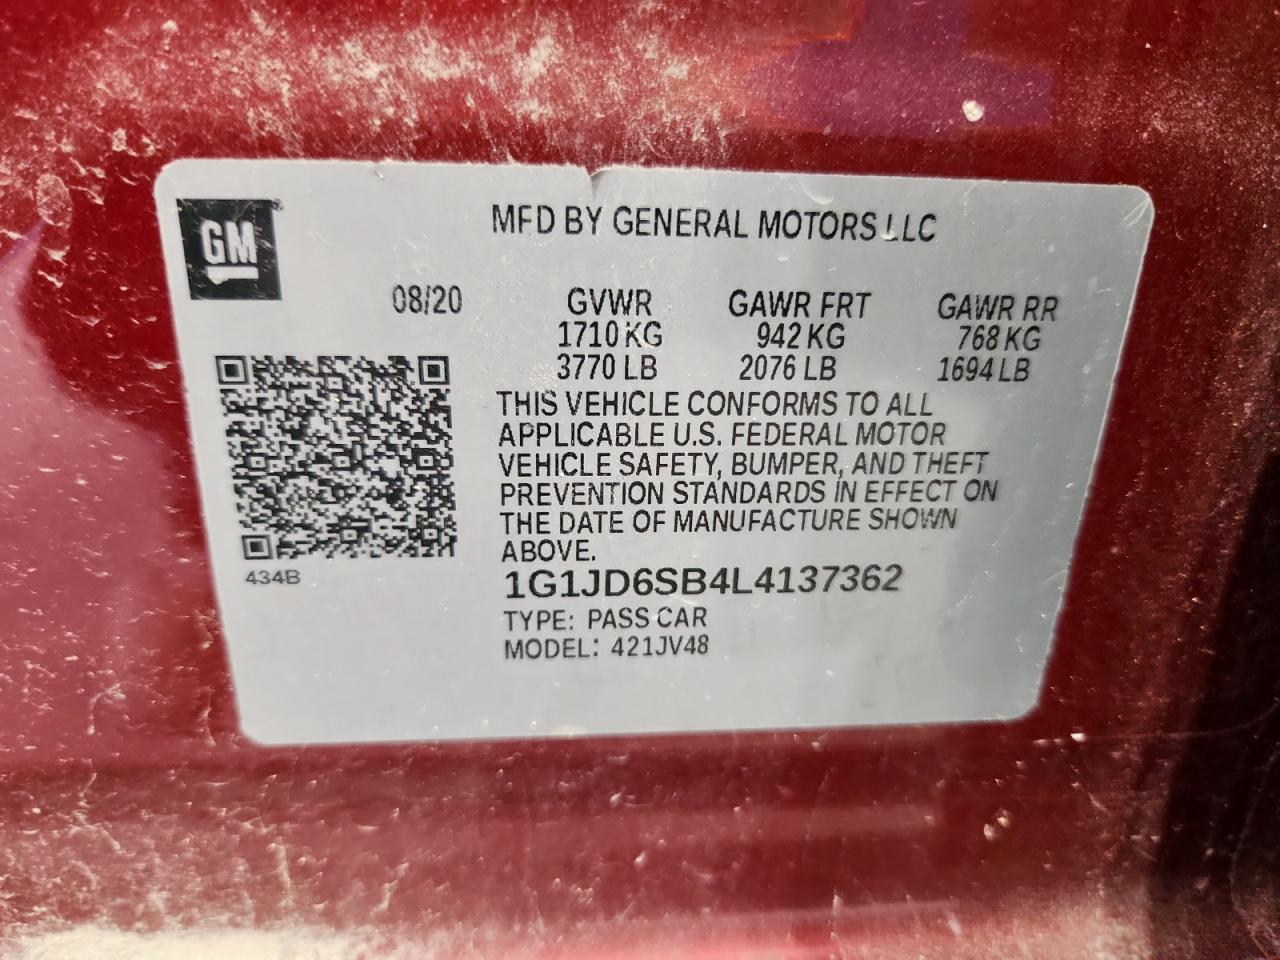 GM
MFD BY GENERAL MOTORS LLC
08/20
GVWR GAWR FRT GAWR RR
1710 KG 942 KG 768 KG
3770 LB 2076 LB 1694 LB
THIS VEHICLE CONFORMS TO ALL
APPLICABLE U.S. FEDERAL MOTOR
VEHICLE SAFETY, BUMPER, AND THEFT
PREVENTION STANDARDS IN EFFECT ON
THE DATE OF MANUFACTURE SHOWN
ABOVE.
434B
1G1JD6SB4L4137362
TYPE: PASS CAR
MODEL: 421JV48